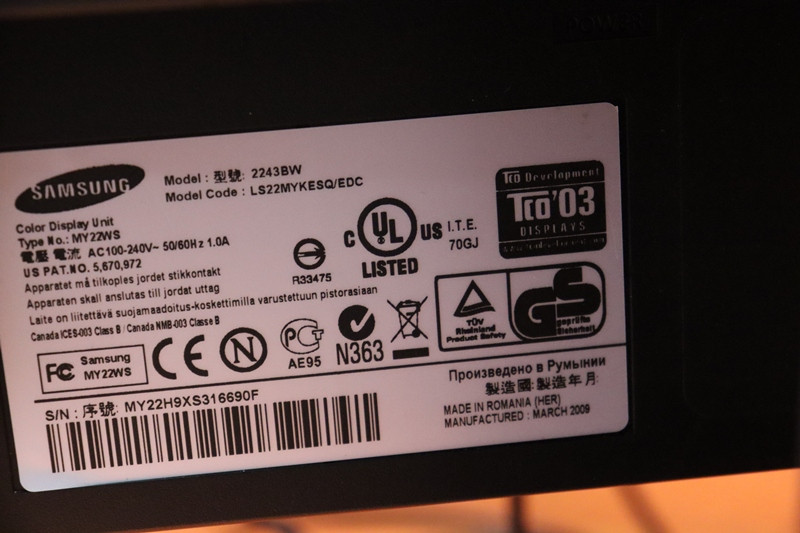 SAMSUNG
Model : 型號: 2243BW
Model Code : LS22MYKESQ/EDC
Color Display Unit
Type No.: MY22WS
電壓 電流 AC100-240V~ 50/60Hz 1.0A
US PAT.NO. 5,670,972
Apparatet må tilkoples jordet stikkontakt
Apparaten skall anslutas till jordat uttag
Laite on liitettävä suojamaadoitus-koskettimilla varustettuun pistorasiaan
Canada ICES-003 Class B / Canada NMB-003 Classe B
R33475
C UL US
LISTED
I.T.E.
70GJ
TCO Development
TCO'03
DISPLAYS
FC Samsung
MY22WS
CE
N
PCT
AE95
N363
TÜV
Rheinland
Product Safety
GS
geprüfte
Sicherheit
S/N : 序號: MY22H9XS316690F
Произведено в Румынии
製造國:製造年月:
MADE IN ROMANIA (HER)
MANUFACTURED : MARCH 2009